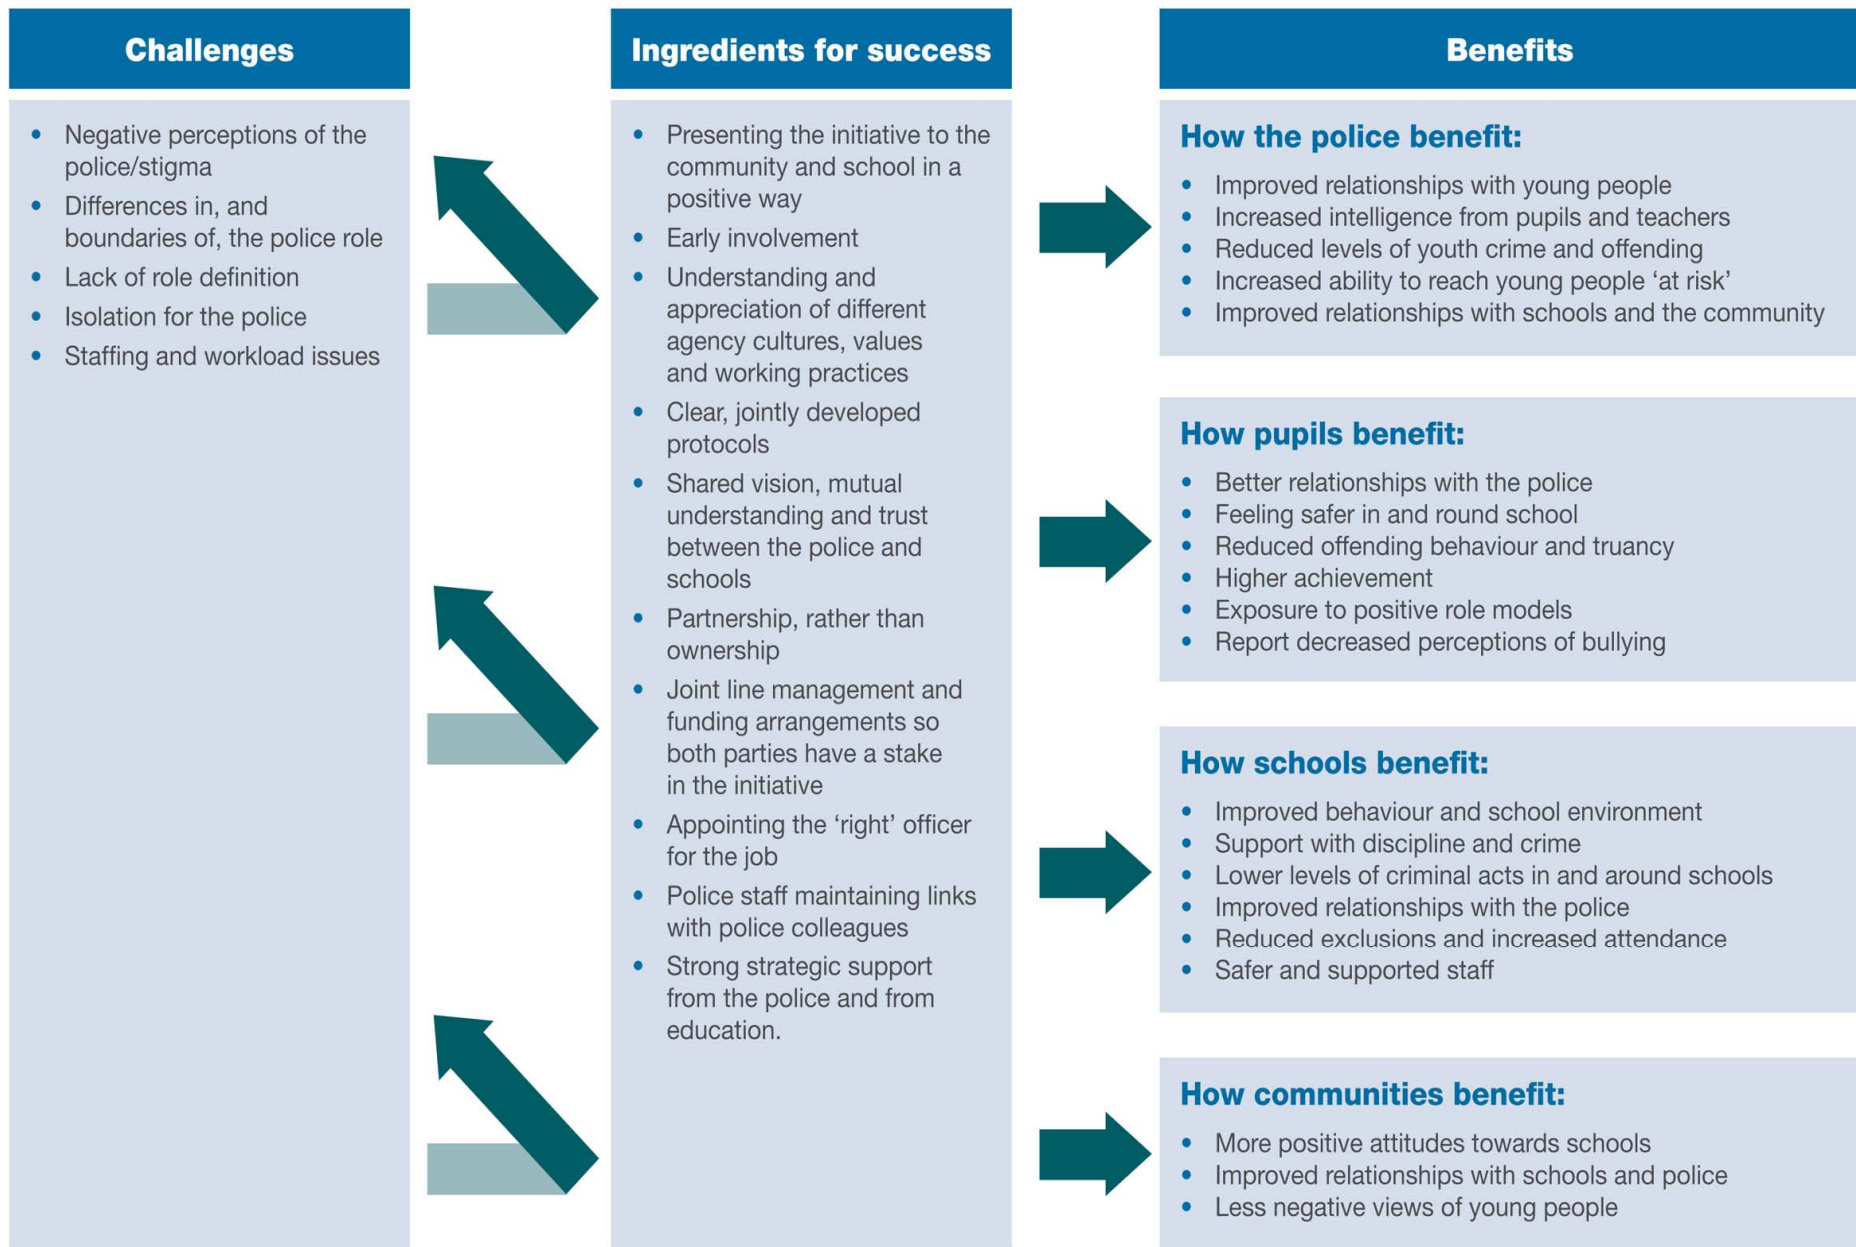 Challenges
• Negative perceptions of the
police/stigma
• Differences in, and
boundaries of, the police role
• Lack of role definition
• Isolation for the police
• Staffing and workload issues
Ingredients for success
• Presenting the initiative to the
community and school in a
positive way
• Early involvement
• Understanding and
appreciation of different
agency cultures, values
and working practices
• Clear, jointly developed
protocols
• Shared vision, mutual
understanding and trust
between the police and
schools
• Partnership, rather than
ownership
• Joint line management and
funding arrangements so
both parties have a stake
in the initiative
• Appointing the ‘right’ officer
for the job
• Police staff maintaining links
with police colleagues
• Strong strategic support
from the police and from
education.
Benefits
How the police benefit:
• Improved relationships with young people
• Increased intelligence from pupils and teachers
• Reduced levels of youth crime and offending
• Increased ability to reach young people ‘at risk’
• Improved relationships with schools and the community
How pupils benefit:
• Better relationships with the police
• Feeling safer in and round school
• Reduced offending behaviour and truancy
• Higher achievement
• Exposure to positive role models
• Report decreased perceptions of bullying
How schools benefit:
• Improved behaviour and school environment
• Support with discipline and crime
• Lower levels of criminal acts in and around schools
• Improved relationships with the police
• Reduced exclusions and increased attendance
• Safer and supported staff
How communities benefit:
• More positive attitudes towards schools
• Improved relationships with schools and police
• Less negative views of young people